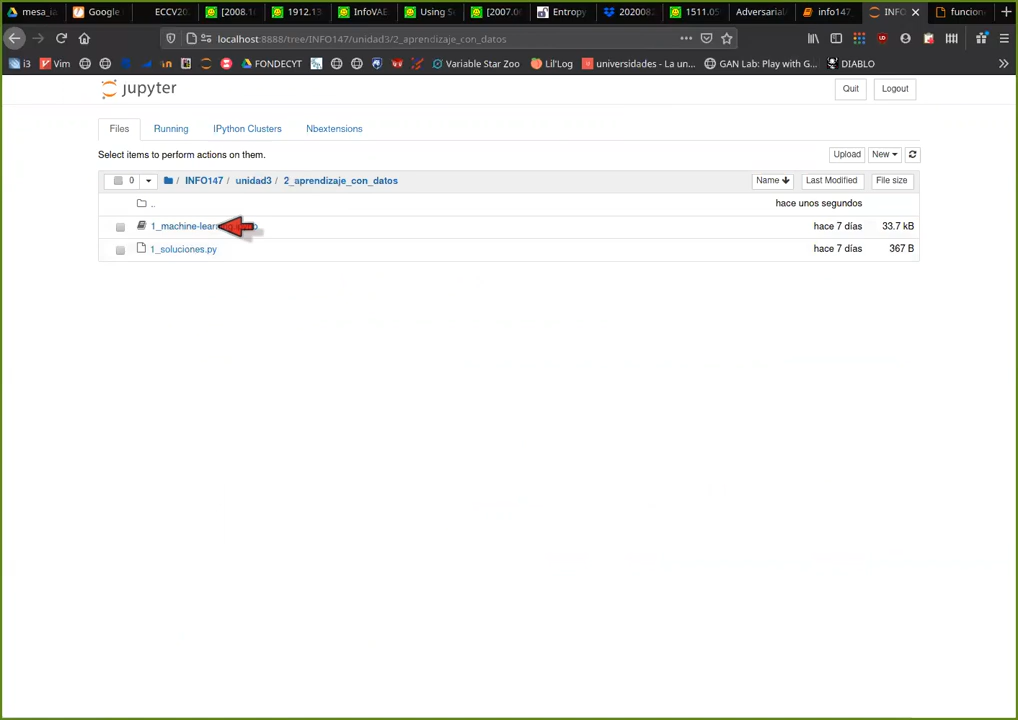 mesa_ia Google ECCV20 [2008.1 1912.13 InfoVAE Using S [2007.0 Entropy 202008 1511.05 Adversarial info147 INFO × funcion +
localhost:8888/tree/INFO147/unidad3/2_aprendizaje_con_datos
i3 Vim in FONDECYT Variable Star Zoo Lil'Log universidades - La un... GAN Lab: Play with G... DIABLO
jupyter Quit Logout
Files Running IPython Clusters Nbextensions
Select items to perform actions on them. Upload New
0 / INFO147 / unidad3 / 2_aprendizaje_con_datos Name Last Modified File size
.. hace unos segundos
hace 7 días 33.7 kB
1_soluciones.py hace 7 días 367 B